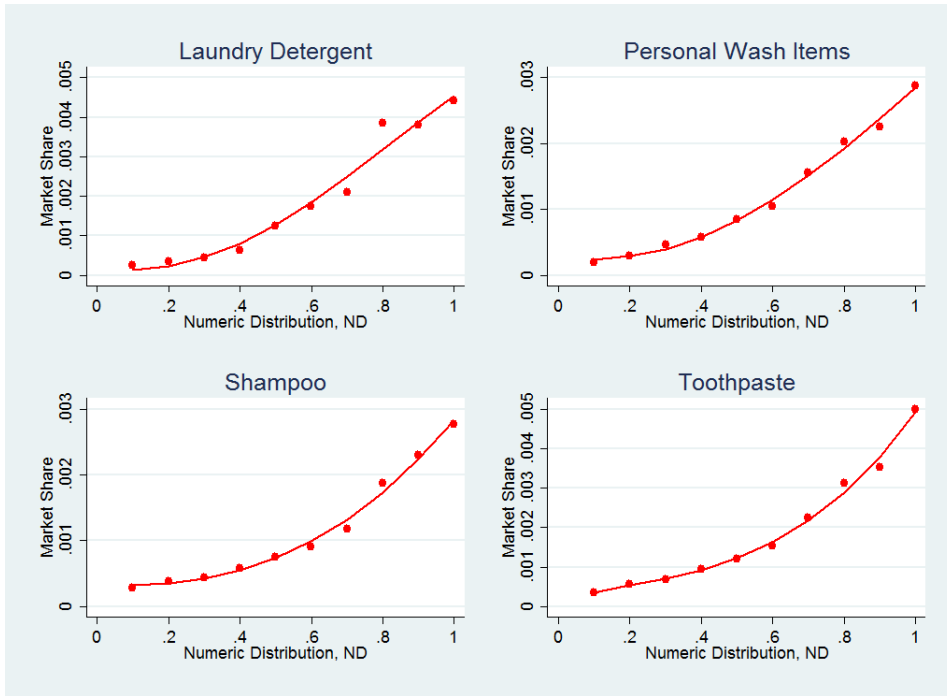 Laundry Detergent
Market Share
.005
.004
.003
.002
.001
0
0 .2 .4 .6 .8 1
Numeric Distribution, ND
Personal Wash Items
Market Share
.003
.002
.001
0
0 .2 .4 .6 .8 1
Numeric Distribution, ND
Shampoo
Market Share
.003
.002
.001
0
0 .2 .4 .6 .8 1
Numeric Distribution, ND
Toothpaste
Market Share
.005
.004
.003
.002
.001
0
0 .2 .4 .6 .8 1
Numeric Distribution, ND